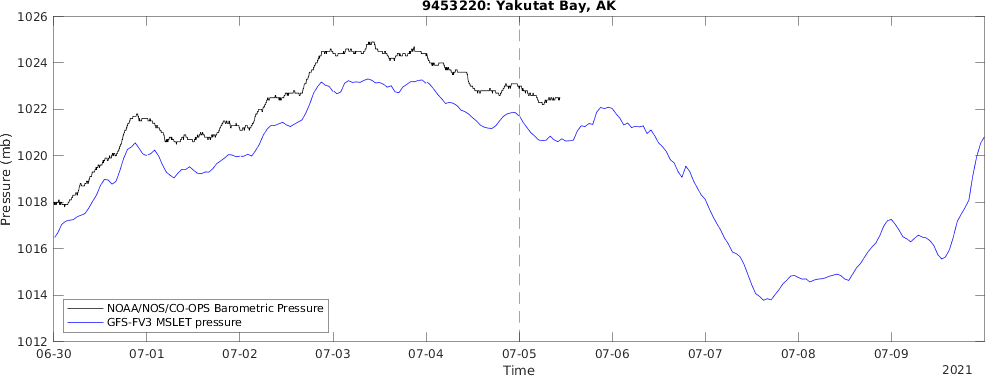 9453220: Yakutat Bay, AK
1026
1024
1022
1020
1018
1016
1014
1012
Pressure (mb)
NOAA/NOS/CO-OPS Barometric Pressure
GFS-FV3 MSLET pressure
06-30 07-01 07-02 07-03 07-04 07-05 07-06 07-07 07-08 07-09
Time
2021